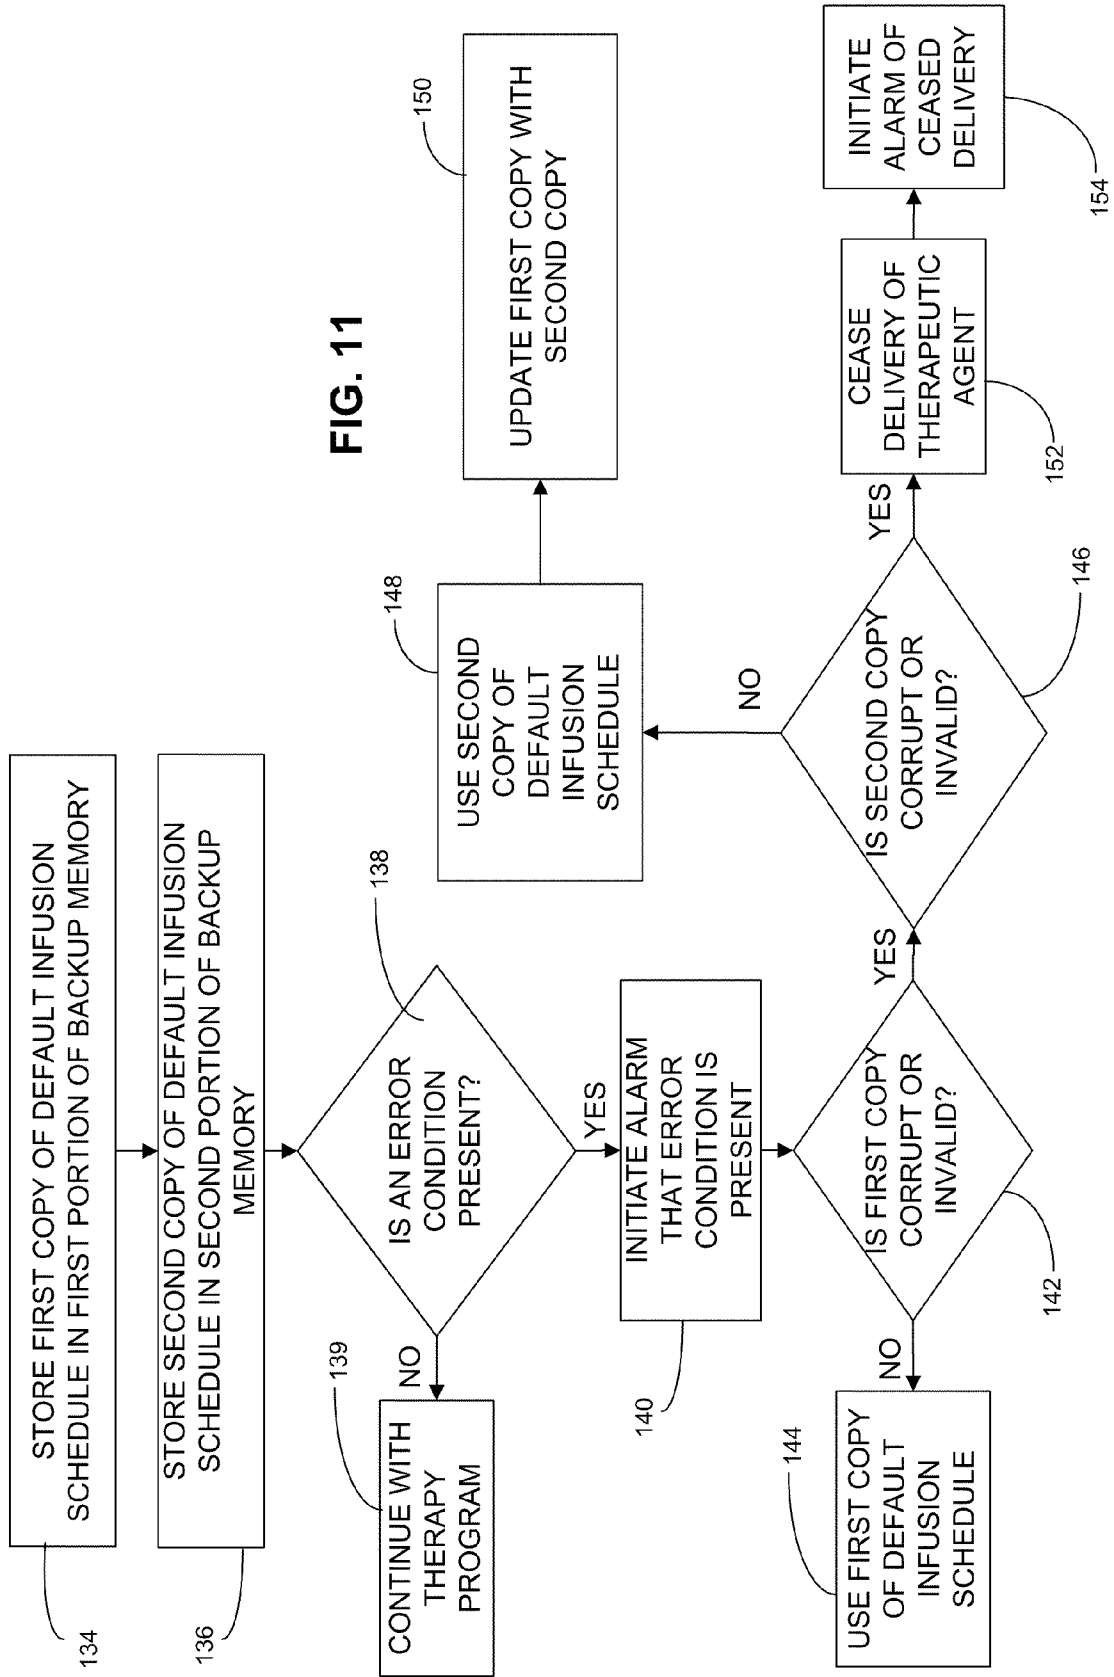 FIG. 11
STORE FIRST COPY OF DEFAULT INFUSION
SCHEDULE IN FIRST PORTION OF BACKUP MEMORY
134
STORE SECOND COPY OF DEFAULT INFUSION
SCHEDULE IN SECOND PORTION OF BACKUP
MEMORY
136
IS AN ERROR
CONDITION
PRESENT?
138
NO
CONTINUE WITH
THERAPY
PROGRAM
139
YES
INITIATE ALARM
THAT ERROR
CONDITION IS
PRESENT
140
IS FIRST COPY
CORRUPT OR
INVALID?
142
NO
USE FIRST COPY
OF DEFAULT
INFUSION
SCHEDULE
144
YES
IS SECOND COPY
CORRUPT OR
INVALID?
146
NO
USE SECOND
COPY OF
DEFAULT
INFUSION
SCHEDULE
148
UPDATE FIRST COPY WITH
SECOND COPY
150
YES
CEASE
DELIVERY OF
THERAPEUTIC
AGENT
152
INITIATE
ALARM OF
CEASED
DELIVERY
154